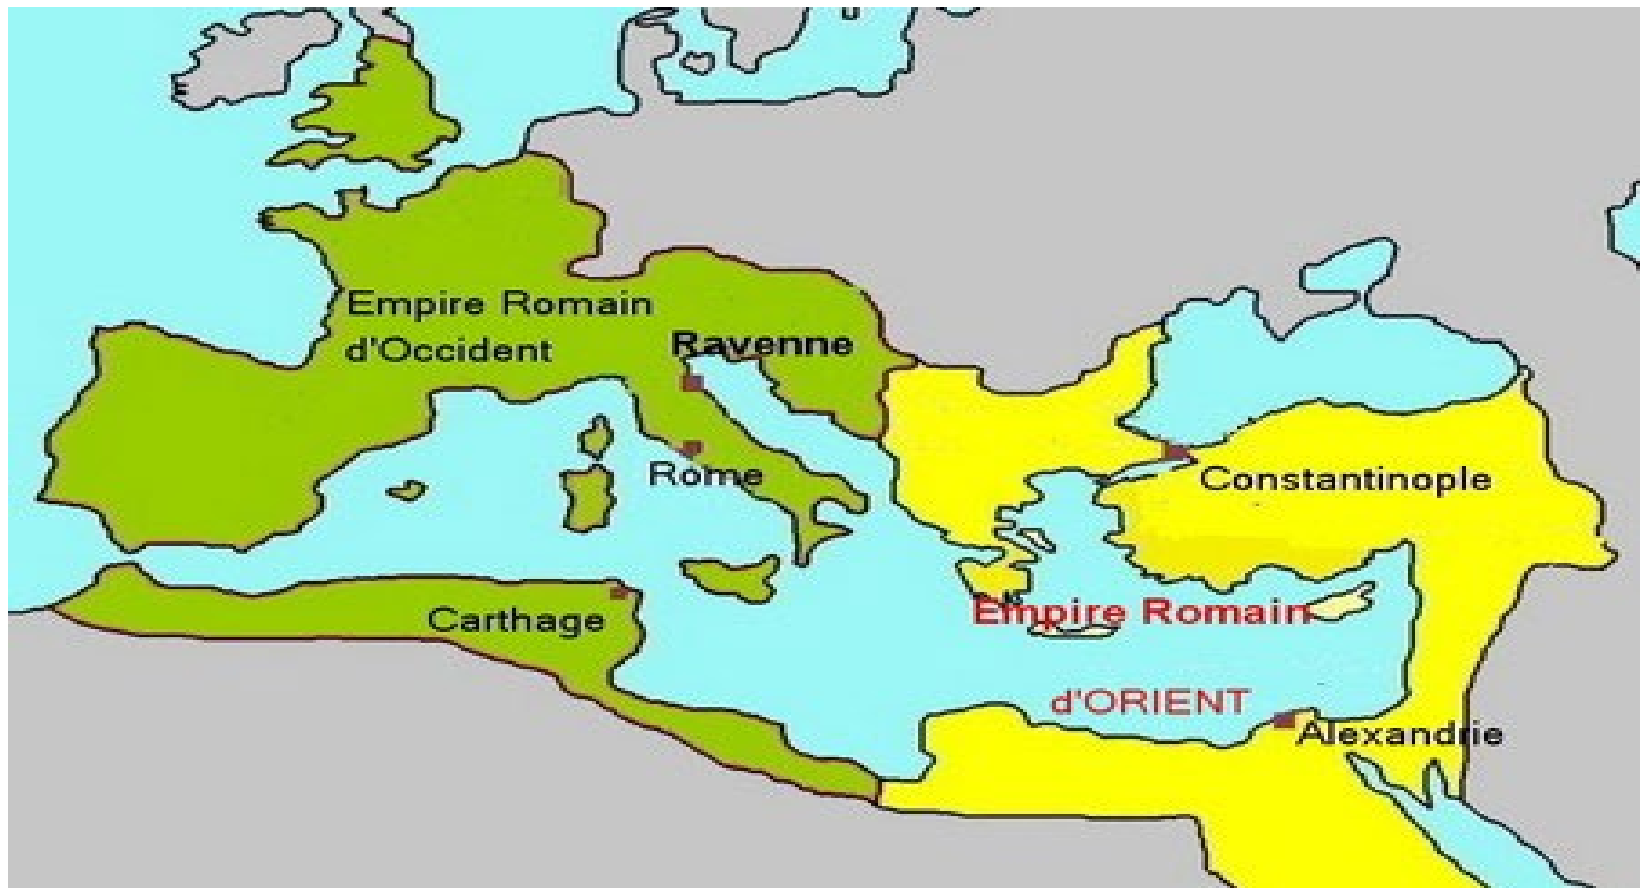 Empire Romain
d'Occident
Ravenne
Rome
Constantinople
Carthage
Empire Romain
d'ORIENT
Alexandrie